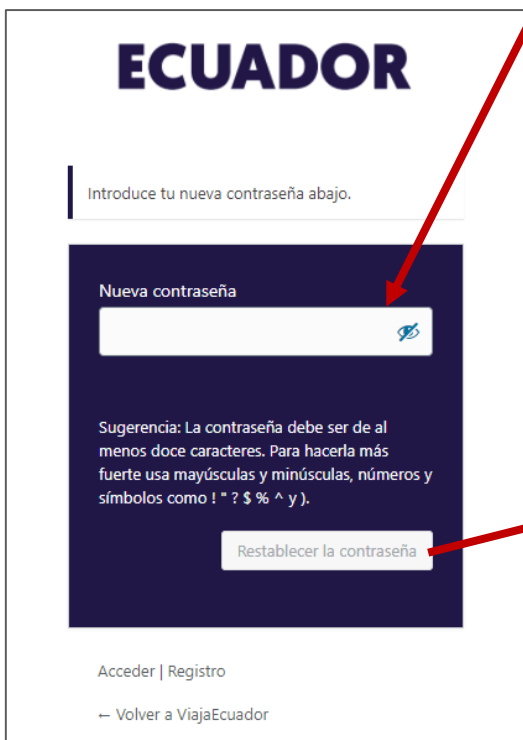 ECUADOR
Introduce tu nueva contraseña abajo.
Nueva contraseña
Sugerencia: La contraseña debe ser de al
menos doce caracteres. Para hacerla más
fuerte usa mayúsculas y minúsculas, números y
símbolos como ! " ? $ % ^ y ).
Restablecer la contraseña
Acceder | Registro
← Volver a ViajaEcuador